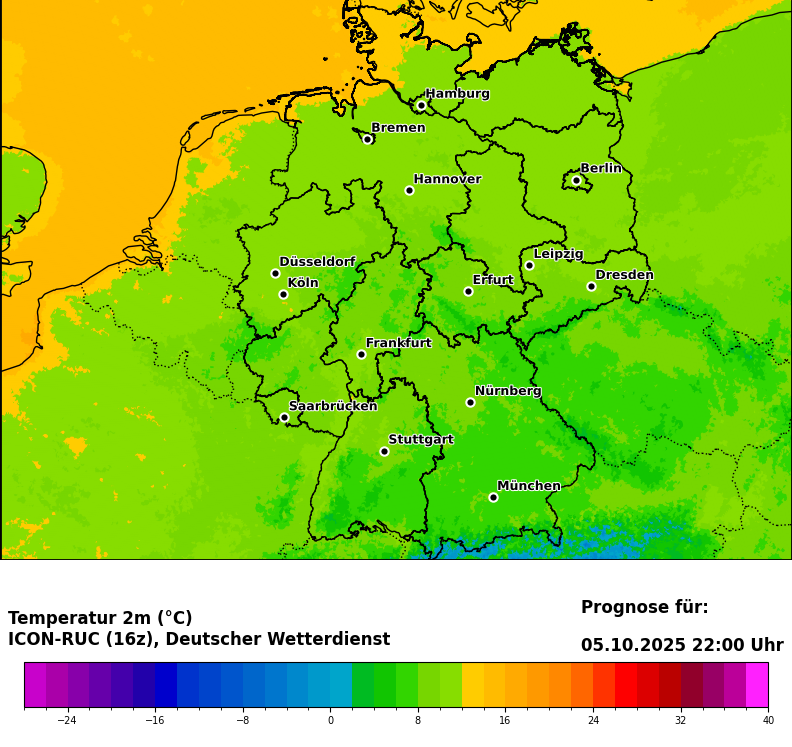 Hamburg
Bremen
Berlin
Hannover
Leipzig
Düsseldorf
Dresden
Köln
Erfurt
Frankfurt
Nürnberg
Saarbrücken
Stuttgart
München
Prognose für:
Temperatur 2m (°C)
ICON-RUC (16z), Deutscher Wetterdienst
05.10.2025 22:00 Uhr
−24 −16 −8 0 8 16 24 32 40